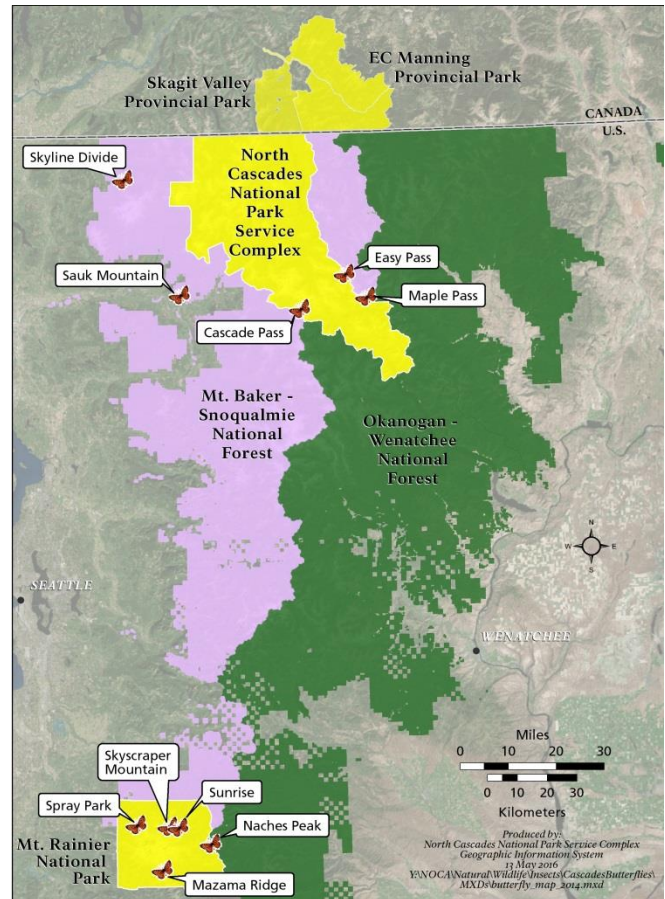 EC Manning
Provincial Park
Skagit Valley
Provincial Park
CANADA
U.S.
Skyline Divide
North
Cascades
National
Park
Service
Complex
Easy Pass
Sauk Mountain
Maple Pass
Cascade Pass
Mt. Baker -
Snoqualmie
National
Forest
Okanogan -
Wenatchee
National
Forest
N
W E
S
SEATTLE
WENATCHEE
Miles
0 10 20 30
0 10 20 30
Kilometers
Skyscraper
Mountain
Sunrise
Spray Park
Naches Peak
Mt. Rainier
National
Park
Mazama Ridge
Produced by:
North Cascades National Park Service Complex
Geographic Information System
13 May 2016
Y:\NOCA\Natural\Wildlife\Insects\CascadesButterflies\
MXDs\butterfly_map_2014.mxd